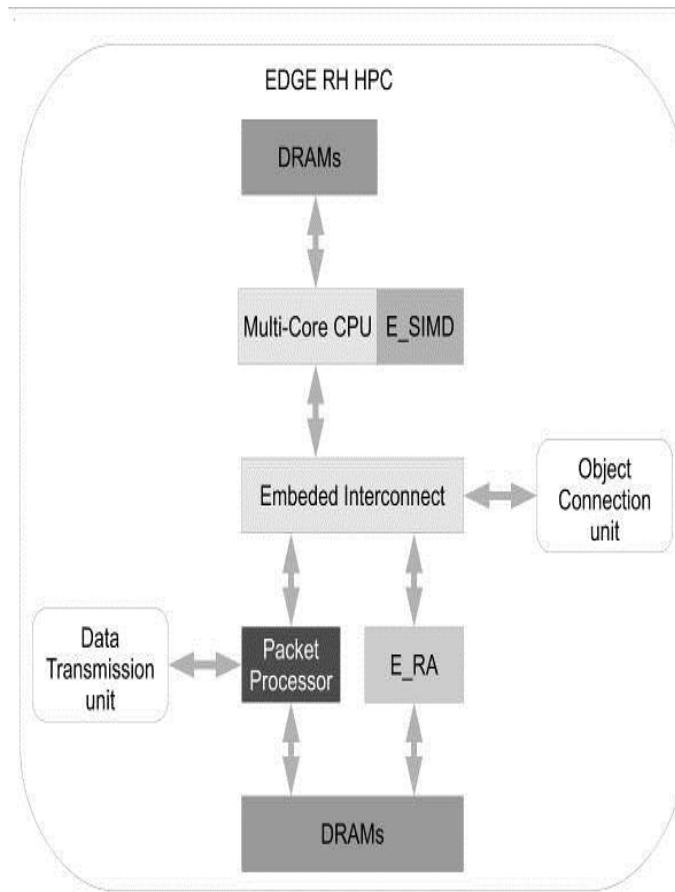 EDGE RH HPC
DRAMs
Multi-Core CPU
E_SIMD
Embeded Interconnect
Object
Connection
unit
Data
Transmission
unit
Packet
Processor
E_RA
DRAMs